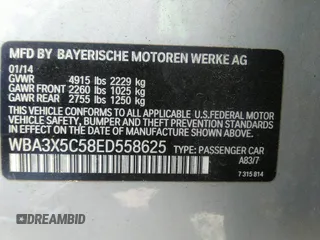 MFD BY BAYERISCHE MOTOREN WERKE AG
01/14
GVWR 4915 lbs 2229 kg
GAWR FRONT 2260 lbs 1025 kg
GAWR REAR 2755 lbs 1250 kg
THIS VEHICLE CONFORMS TO ALL APPLICABLE
FEDERAL MOTOR VEHICLE SAFETY, BUMPER,
AND THEFT PREVENTION STANDARDS IN EFFECT
ON THE DATE OF MANUFACTURE SHOWN ABOVE.
WBA3X5C58ED558625 TYPE: PASSENGER CAR
A83/7
7 315 814